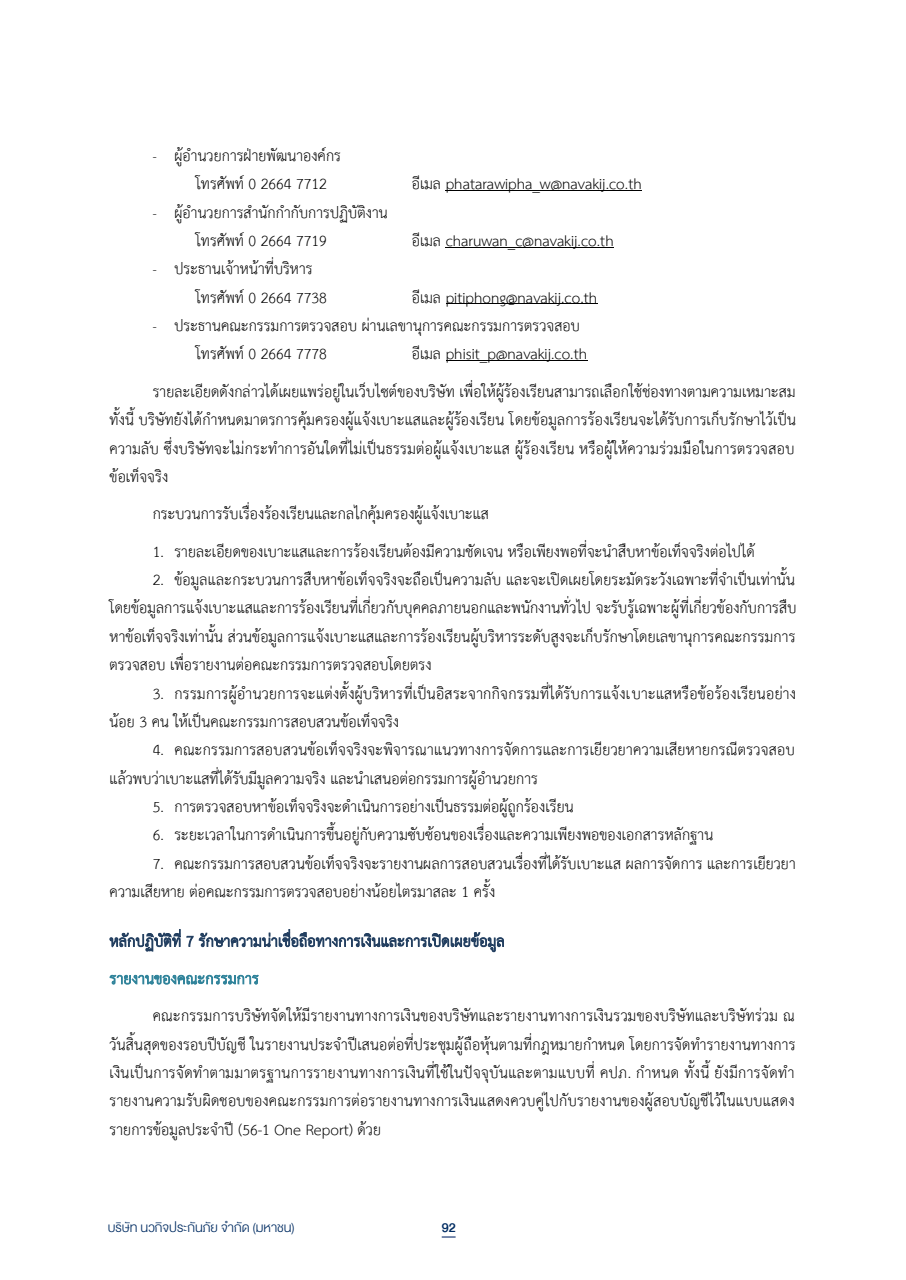 - ผู้อำนวยการฝ่ายพัฒนาองค์กร
โทรศัพท์ 0 2664 7712 อีเมล phatarawipha_w@navakij.co.th
- ผู้อำนวยการสำนักกำกับการปฏิบัติงาน
โทรศัพท์ 0 2664 7719 อีเมล charuwan_c@navakij.co.th
- ประธานเจ้าหน้าที่บริหาร
โทรศัพท์ 0 2664 7738 อีเมล pitiphong@navakij.co.th
- ประธานคณะกรรมการตรวจสอบ ผ่านเลขานุการคณะกรรมการตรวจสอบ
โทรศัพท์ 0 2664 7778 อีเมล phisit_p@navakij.co.th
รายละเอียดดังกล่าวได้เผยแพร่อยู่ในเว็บไซต์ของบริษัท เพื่อให้ผู้ร้องเรียนสามารถเลือกใช้ช่องทางตามความเหมาะสม
ทั้งนี้ บริษัทยังได้กำหนดมาตรการคุ้มครองผู้แจ้งเบาะแสและผู้ร้องเรียน โดยข้อมูลการร้องเรียนจะได้รับการเก็บรักษาไว้เป็น
ความลับ ซึ่งบริษัทจะไม่กระทำการอันใดที่ไม่เป็นธรรมต่อผู้แจ้งเบาะแส ผู้ร้องเรียน หรือผู้ให้ความร่วมมือในการตรวจสอบ
ข้อเท็จจริง
กระบวนการรับเรื่องร้องเรียนและกลไกคุ้มครองผู้แจ้งเบาะแส
1. รายละเอียดของเบาะแสและการร้องเรียนต้องมีความชัดเจน หรือเพียงพอที่จะนำสืบหาข้อเท็จจริงต่อไปได้
2. ข้อมูลและกระบวนการสืบหาข้อเท็จจริงจะถือเป็นความลับ และจะเปิดเผยโดยระมัดระวังเฉพาะที่จำเป็นเท่านั้น
โดยข้อมูลการแจ้งเบาะแสและการร้องเรียนที่เกี่ยวกับบุคคลภายนอกและพนักงานทั่วไป จะรับรู้เฉพาะผู้ที่เกี่ยวข้องกับการสืบ
หาข้อเท็จจริงเท่านั้น ส่วนข้อมูลการแจ้งเบาะแสและการร้องเรียนผู้บริหารระดับสูงจะเก็บรักษาโดยเลขานุการคณะกรรมการ
ตรวจสอบ เพื่อรายงานต่อคณะกรรมการตรวจสอบโดยตรง
3. กรรมการผู้อำนวยการจะแต่งตั้งผู้บริหารที่เป็นอิสระจากกิจกรรมที่ได้รับการแจ้งเบาะแสหรือข้อร้องเรียนอย่าง
น้อย 3 คน ให้เป็นคณะกรรมการสอบสวนข้อเท็จจริง
4. คณะกรรมการสอบสวนข้อเท็จจริงจะพิจารณาแนวทางการจัดการและการเยียวยาความเสียหายกรณีตรวจสอบ
แล้วพบว่าเบาะแสที่ได้รับมีมูลความจริง และนำเสนอต่อกรรมการผู้อำนวยการ
5. การตรวจสอบหาข้อเท็จจริงจะดำเนินการอย่างเป็นธรรมต่อผู้ถูกร้องเรียน
6. ระยะเวลาในการดำเนินการขึ้นอยู่กับความซับซ้อนของเรื่องและความเพียงพอของเอกสารหลักฐาน
7. คณะกรรมการสอบสวนข้อเท็จจริงจะรายงานผลการสอบสวนเรื่องที่ได้รับเบาะแส ผลการจัดการ และการเยียวยา
ความเสียหาย ต่อคณะกรรมการตรวจสอบอย่างน้อยไตรมาสละ 1 ครั้ง
หลักปฏิบัติที่ 7 รักษาความน่าเชื่อถือทางการเงินและการเปิดเผยข้อมูล
รายงานของคณะกรรมการ
คณะกรรมการบริษัทจัดให้มีรายงานทางการเงินของบริษัทและรายงานทางการเงินรวมของบริษัทและบริษัทร่วม ณ
วันสิ้นสุดของรอบปีบัญชี ในรายงานประจำปีเสนอต่อที่ประชุมผู้ถือหุ้นตามที่กฎหมายกำหนด โดยการจัดทำรายงานทางการ
เงินเป็นการจัดทำตามมาตรฐานการรายงานทางการเงินที่ใช้ในปัจจุบันและตามแบบที่ คปภ. กำหนด ทั้งนี้ ยังมีการจัดทำ
รายงานความรับผิดชอบของคณะกรรมการต่อรายงานทางการเงินแสดงควบคู่ไปกับรายงานของผู้สอบบัญชีไว้ในแบบแสดง
รายการข้อมูลประจำปี (56-1 One Report) ด้วย
บริษัท นวกิจประกันภัย จำกัด (มหาชน) 92